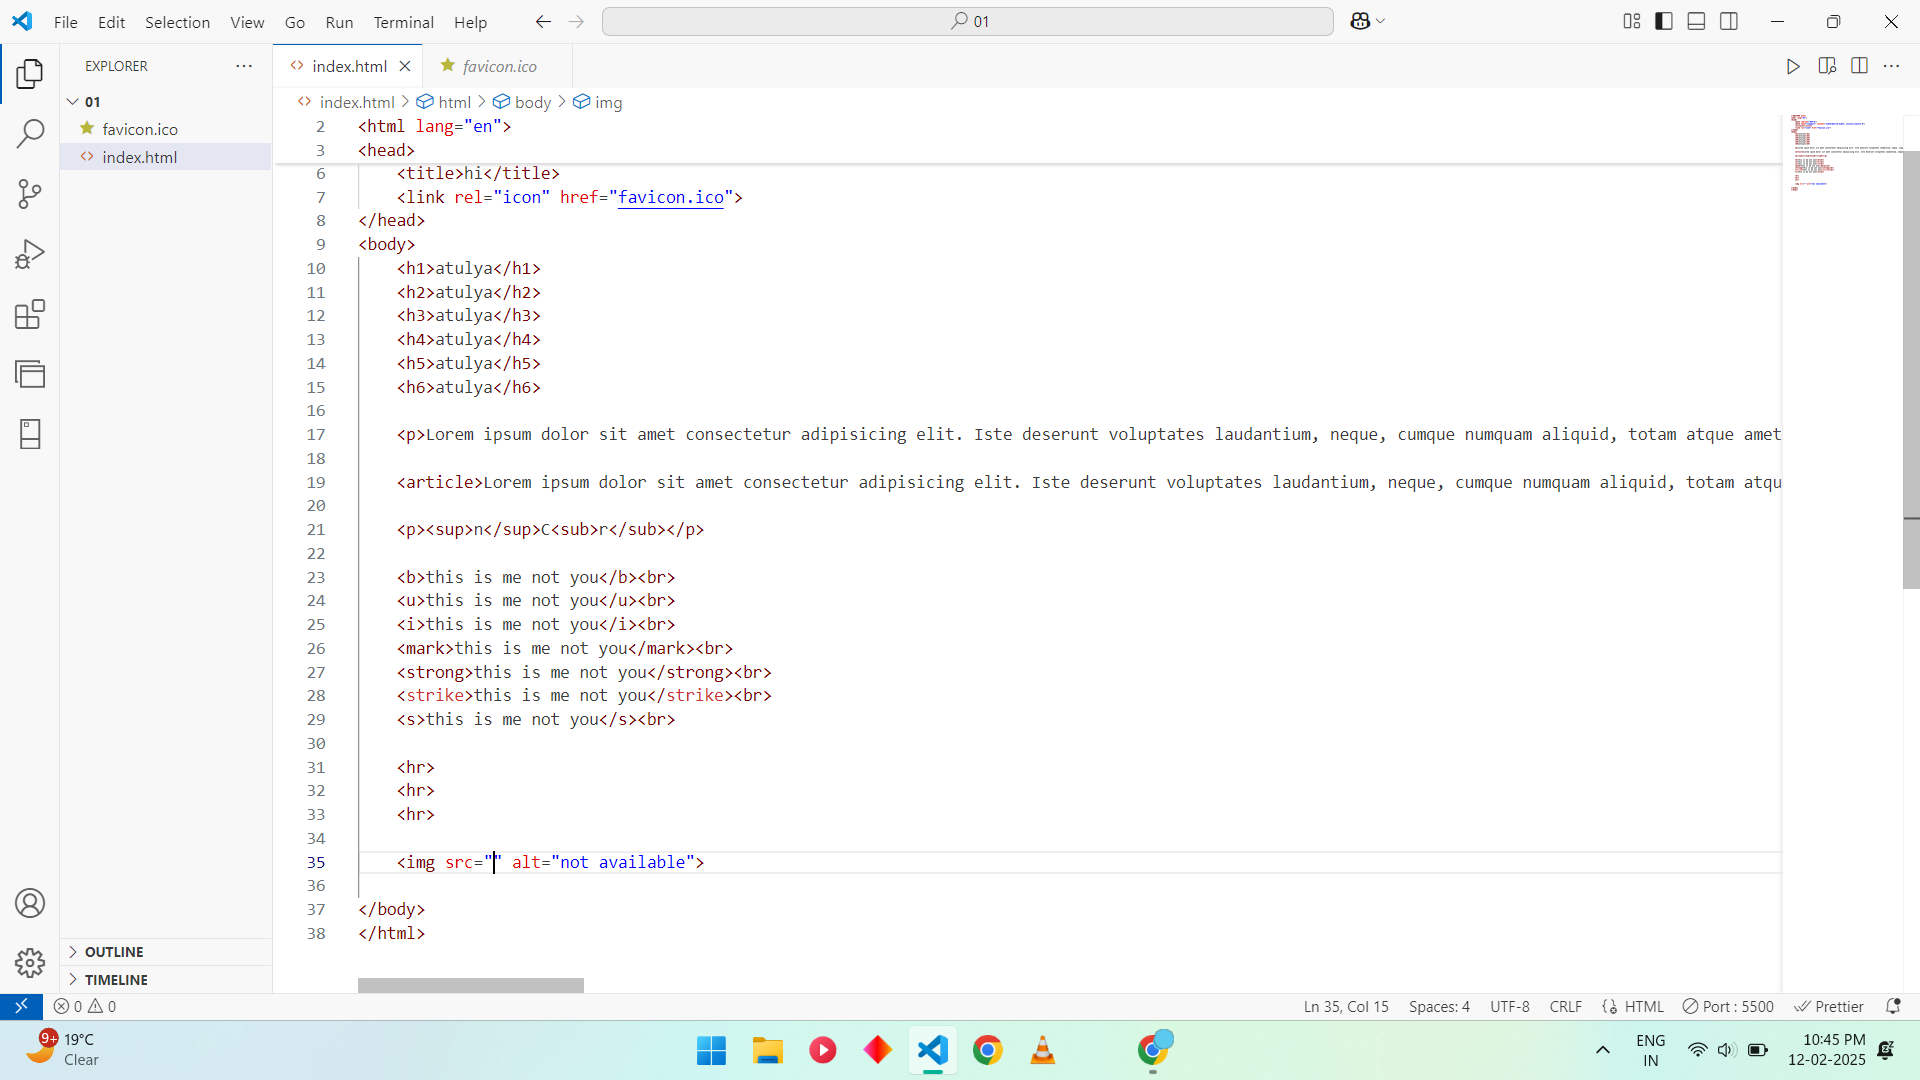 File Edit Selection View Go Run Terminal Help 01
EXPLORER
01
favicon.ico
index.html
OUTLINE
TIMELINE
index.html favicon.ico
index.html html body img
2 <html lang="en">
3 <head>
6 <title>hi</title>
7 <link rel="icon" href="favicon.ico">
8 </head>
9 <body>
10 <h1>atulya</h1>
11 <h2>atulya</h2>
12 <h3>atulya</h3>
13 <h4>atulya</h4>
14 <h5>atulya</h5>
15 <h6>atulya</h6>
16
17 <p>Lorem ipsum dolor sit amet consectetur adipisicing elit. Iste deserunt voluptates laudantium, neque, cumque numquam aliquid, totam atque amet
18
19 <article>Lorem ipsum dolor sit amet consectetur adipisicing elit. Iste deserunt voluptates laudantium, neque, cumque numquam aliquid, totam atqu
20
21 <p><sup>n</sup>C<sub>r</sub></p>
22
23 <b>this is me not you</b><br>
24 <u>this is me not you</u><br>
25 <i>this is me not you</i><br>
26 <mark>this is me not you</mark><br>
27 <strong>this is me not you</strong><br>
28 <strike>this is me not you</strike><br>
29 <s>this is me not you</s><br>
30
31 <hr>
32 <hr>
33 <hr>
34
35 <img src="" alt="not available">
36
37 </body>
38 </html>
0 0 Ln 35, Col 15 Spaces: 4 UTF-8 CRLF HTML Port : 5500 Prettier
9+ 19°C
Clear
ENG
IN
10:45 PM
12-02-2025